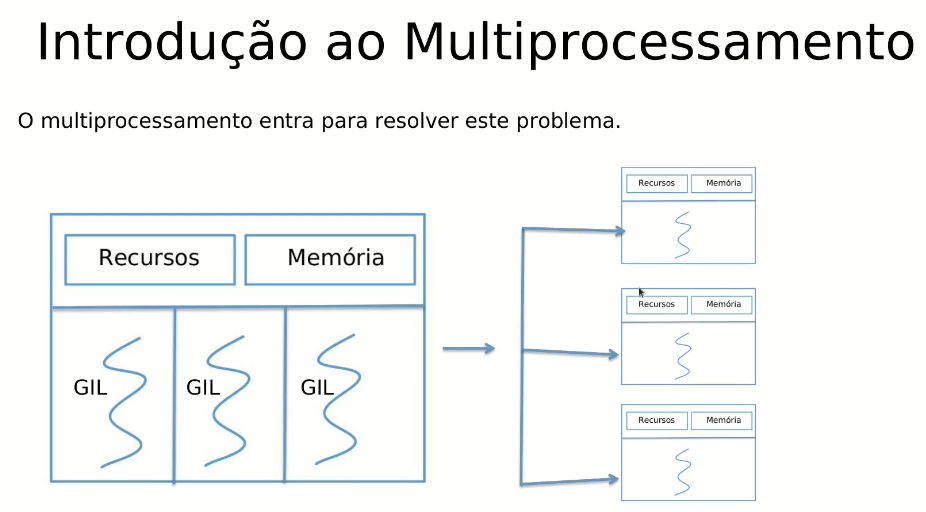 Introdução ao Multiprocessamento
O multiprocessamento entra para resolver este problema.
Recursos
Memória
GIL
GIL
GIL
Recursos
Memória
Recursos
Memória
Recursos
Memória